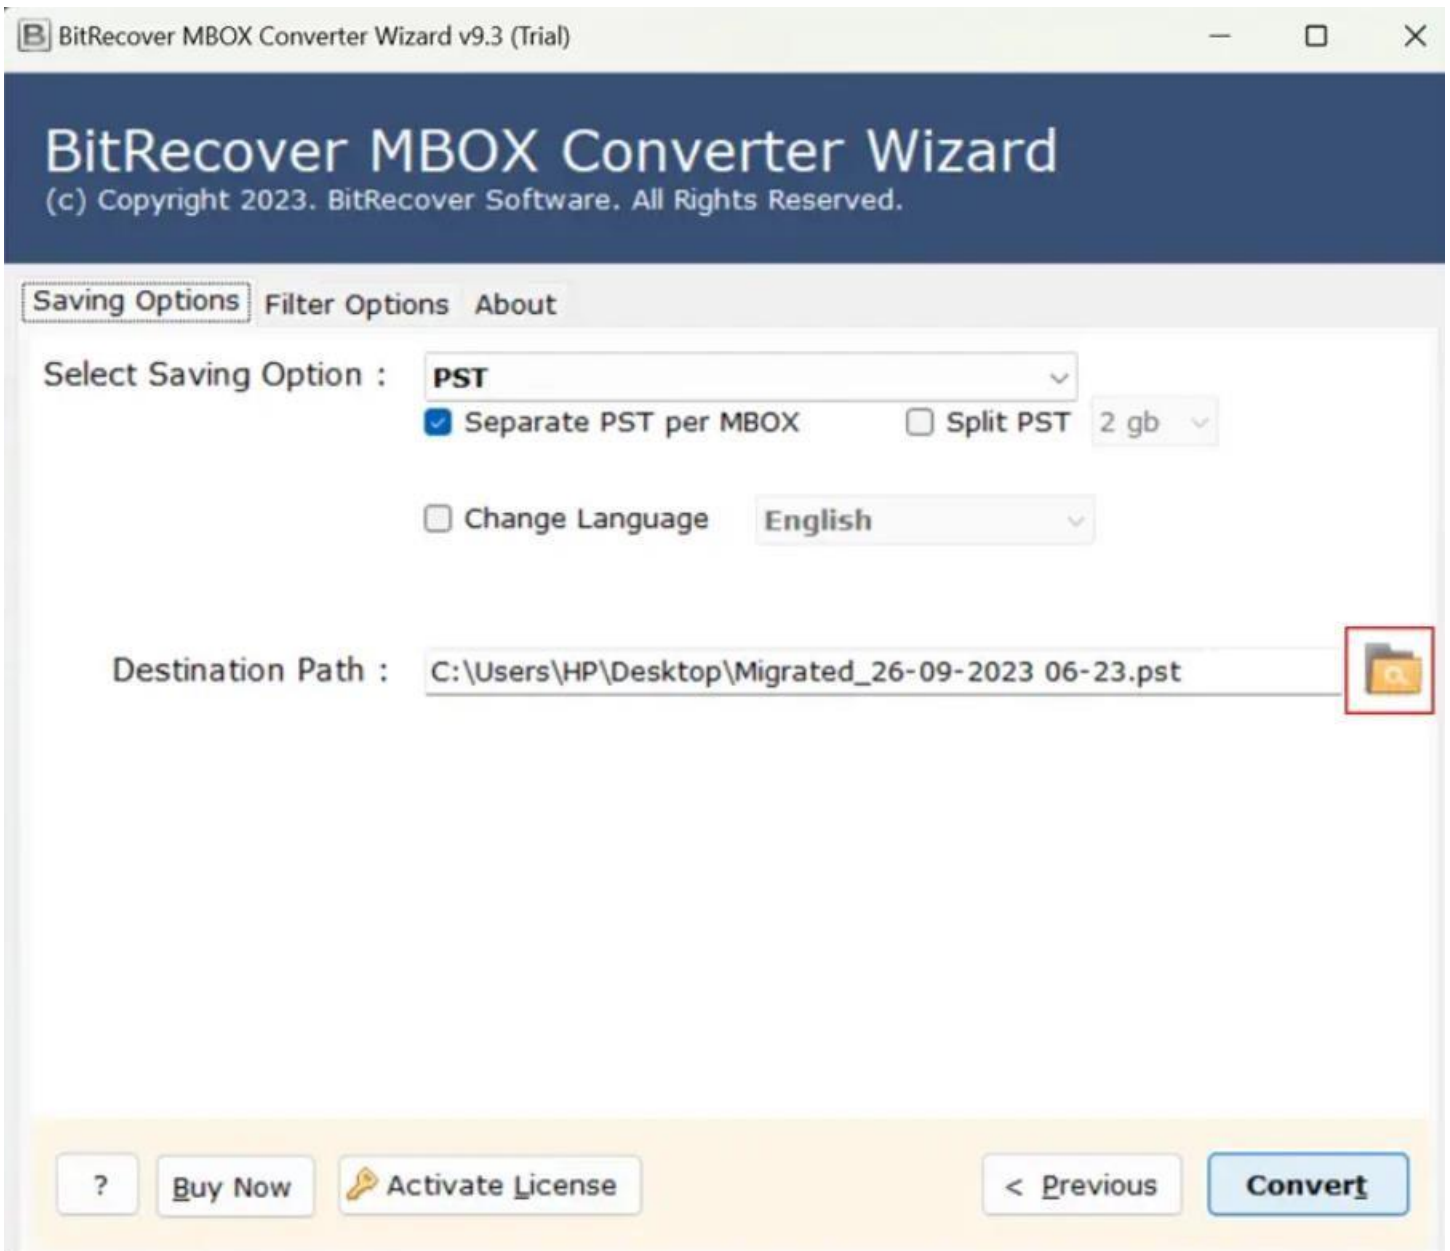 BitRecover MBOX Converter Wizard v9.3 (Trial)
BitRecover MBOX Converter Wizard
(c) Copyright 2023. BitRecover Software. All Rights Reserved.
Saving Options Filter Options About
Select Saving Option : PST
Separate PST per MBOX Split PST 2 gb
Change Language English
Destination Path : C:\Users\HP\Desktop\Migrated_26-09-2023 06-23.pst
? Buy Now Activate License < Previous Convert